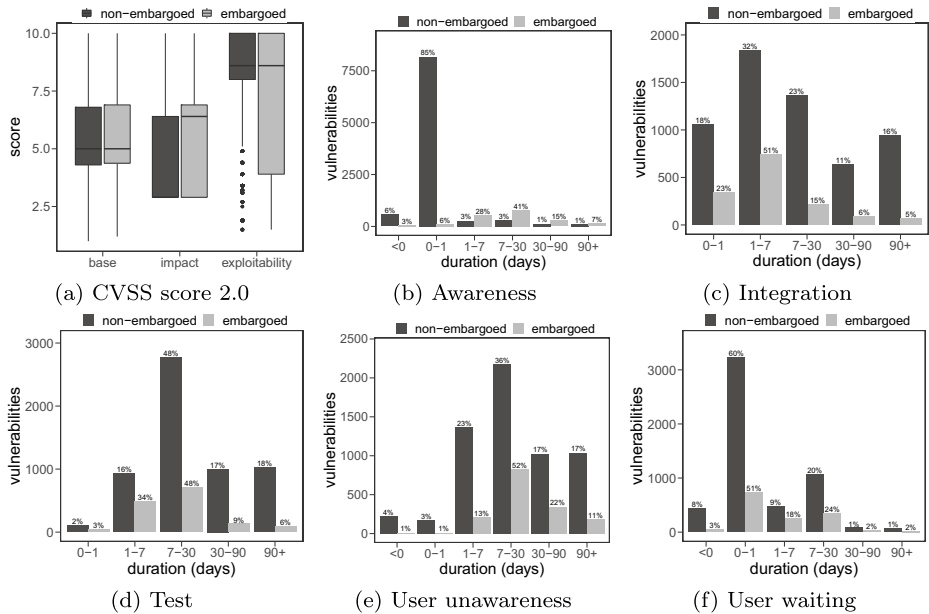 non−embargoed embargoed
10.0
7.5
5.0
2.5
score
base impact exploitability
(a) CVSS score 2.0
non−embargoed embargoed
7500
5000
2500
0
vulnerabilities
6% 3% 85% 6% 3% 28% 3% 41% 1% 15% 1% 7%
<0 0−1 1−7 7−30 30−90 90+
duration (days)
(b) Awareness
non−embargoed embargoed
2000
1500
1000
500
0
vulnerabilities
18% 23% 32% 51% 23% 15% 11% 6% 16% 5%
0−1 1−7 7−30 30−90 90+
duration (days)
(c) Integration
non−embargoed embargoed
3000
2000
1000
0
vulnerabilities
2% 3% 16% 34% 48% 48% 17% 9% 18% 6%
0−1 1−7 7−30 30−90 90+
duration (days)
(d) Test
non−embargoed embargoed
2500
2000
1500
1000
500
0
vulnerabilities
4% 1% 3% 1% 23% 13% 36% 52% 17% 22% 17% 11%
<0 0−1 1−7 7−30 30−90 90+
duration (days)
(e) User unawareness
non−embargoed embargoed
3000
2000
1000
0
vulnerabilities
8% 3% 60% 51% 9% 18% 20% 24% 1% 2% 1% 2%
<0 0−1 1−7 7−30 30−90 90+
duration (days)
(f) User waiting